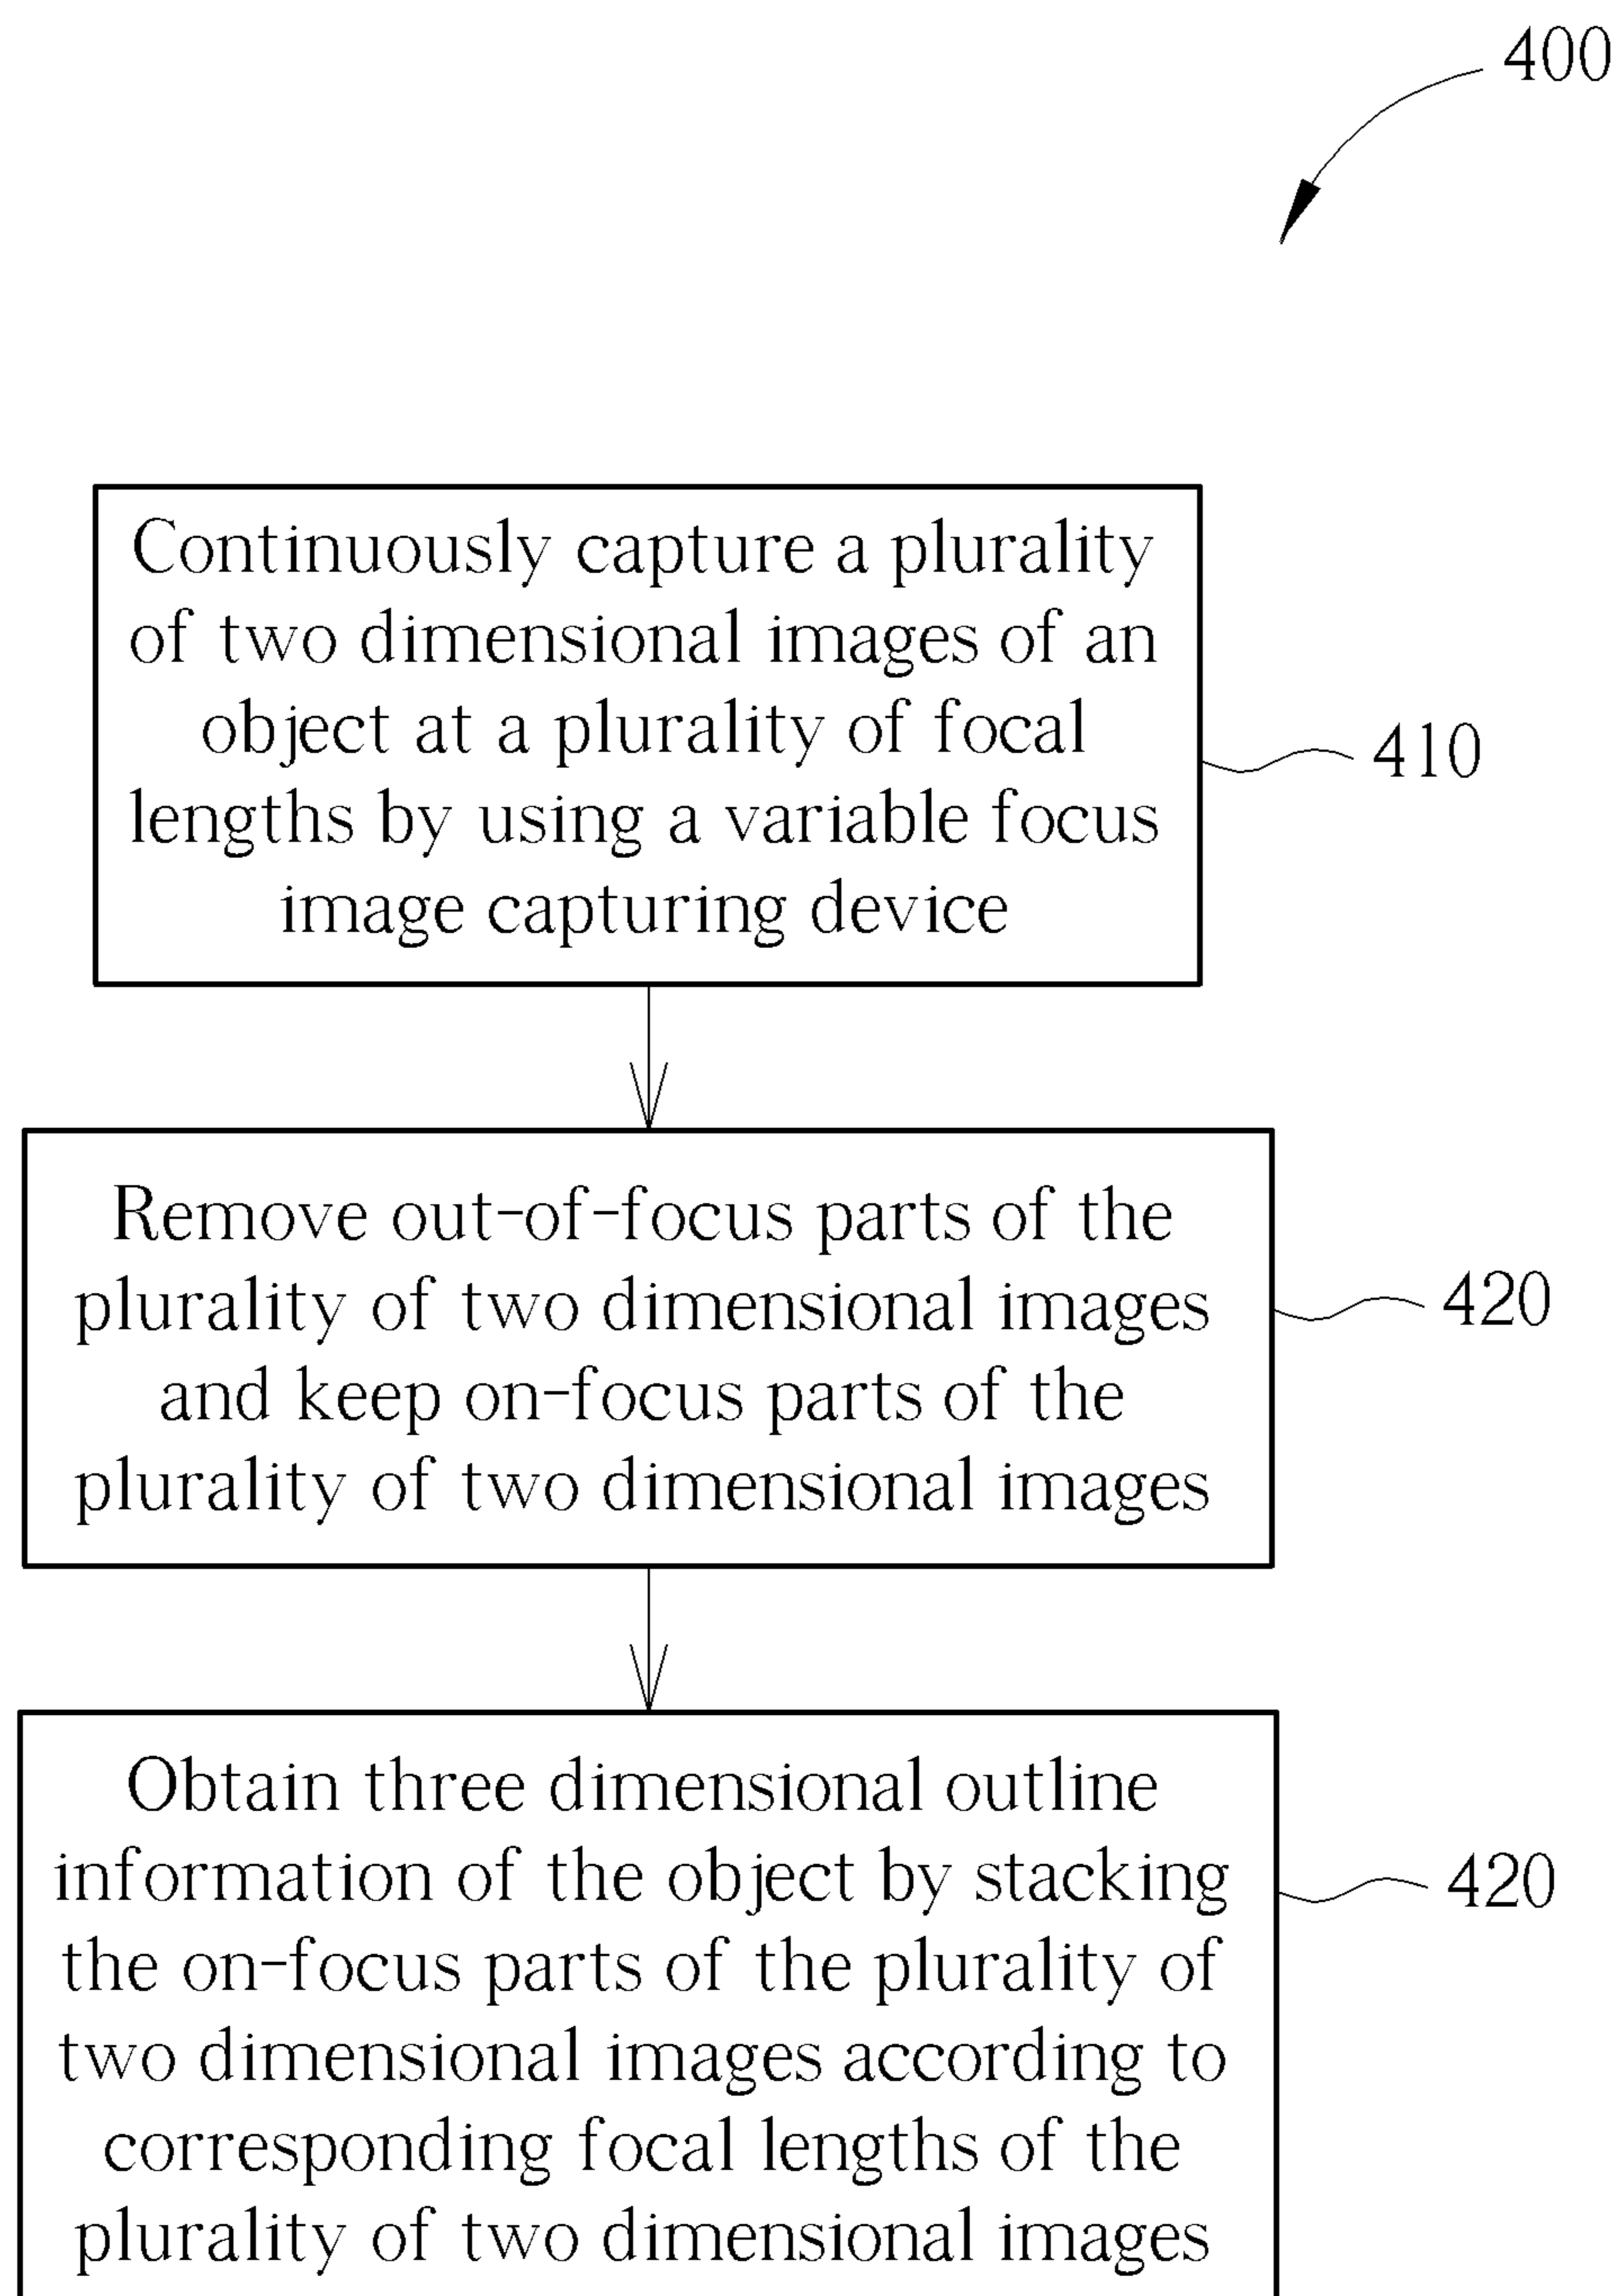 400
Continuously capture a plurality
of two dimensional images of an
object at a plurality of focal
lengths by using a variable focus
image capturing device
410
Remove out-of-focus parts of the
plurality of two dimensional images
and keep on-focus parts of the
plurality of two dimensional images
420
Obtain three dimensional outline
information of the object by stacking
the on-focus parts of the plurality of
two dimensional images according to
corresponding focal lengths of the
plurality of two dimensional images
420